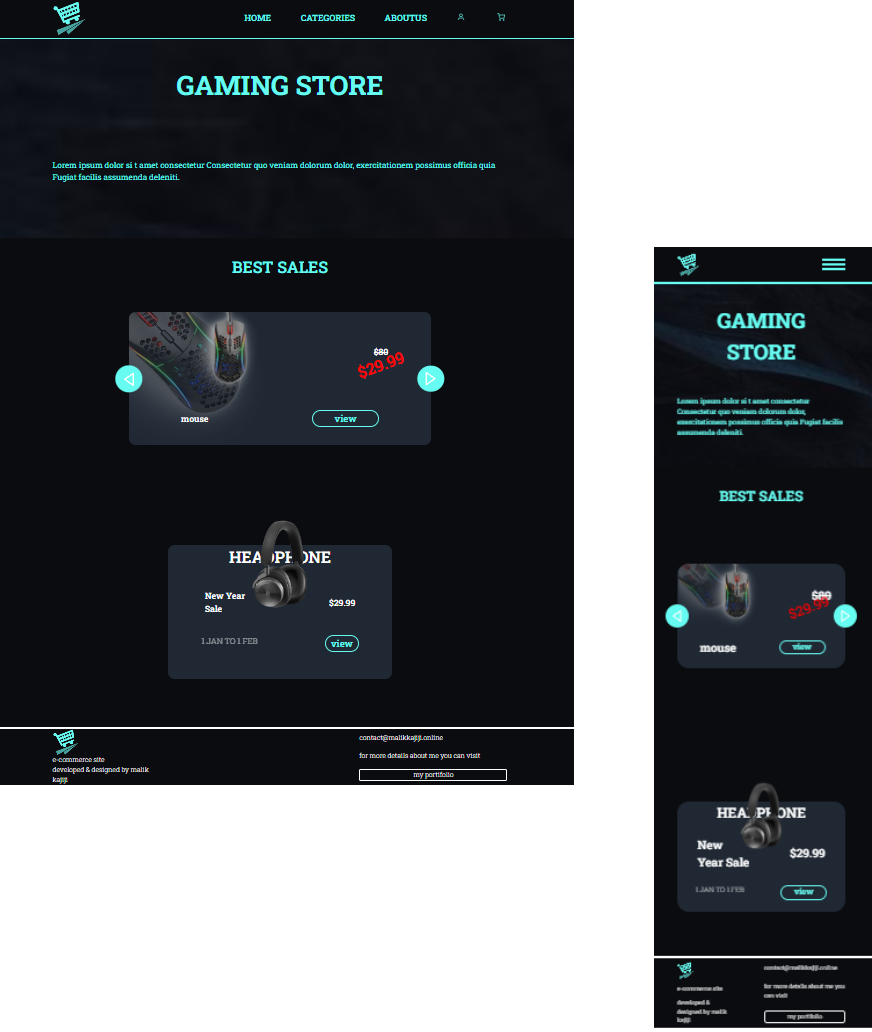 HOME CATEGORIES ABOUTUS
GAMING STORE
Lorem ipsum dolor si t amet consectetur Consectetur quo veniam dolorum dolor, exercitationem possimus officia quia
Fugiat facilis assumenda deleniti.
BEST SALES
$80
$29.99
mouse
view
HEADPHONE
New Year
Sale
$29.99
1 JAN TO 1 FEB
view
e-commerce site
developed & designed by malik
kajiji
contact@malikkajiji.online
for more details about me you can visit
my portifolio
GAMING
STORE
Lorem ipsum dolor si t amet consectetur
Consectetur quo veniam dolorum dolor,
exercitationem possimus officia quia Fugiat facilis
assumenda deleniti.
BEST SALES
$80
$29.99
mouse
view
HEADPHONE
New
Year Sale
$29.99
1 JAN TO 1 FEB
view
e-commerce site
developed &
designed by malik
kajiji
contact@malikkajiji.online
for more details about me you
can visit
my portifolio